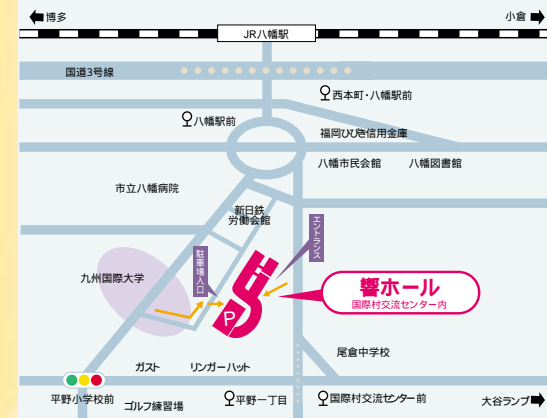 博多
小倉
JR八幡駅
国道3号線
西本町・八幡駅前
八幡駅前
福岡ひびき信用金庫
八幡市民会館
八幡図書館
市立八幡病院
新日鉄
労働会館
エントランス
駐車場入口
九州国際大学
響ホール
国際村交流センター内
P
尾倉中学校
ガスト
リンガーハット
平野小学校前
ゴルフ練習場
平野一丁目
国際村交流センター前
大谷ランプ